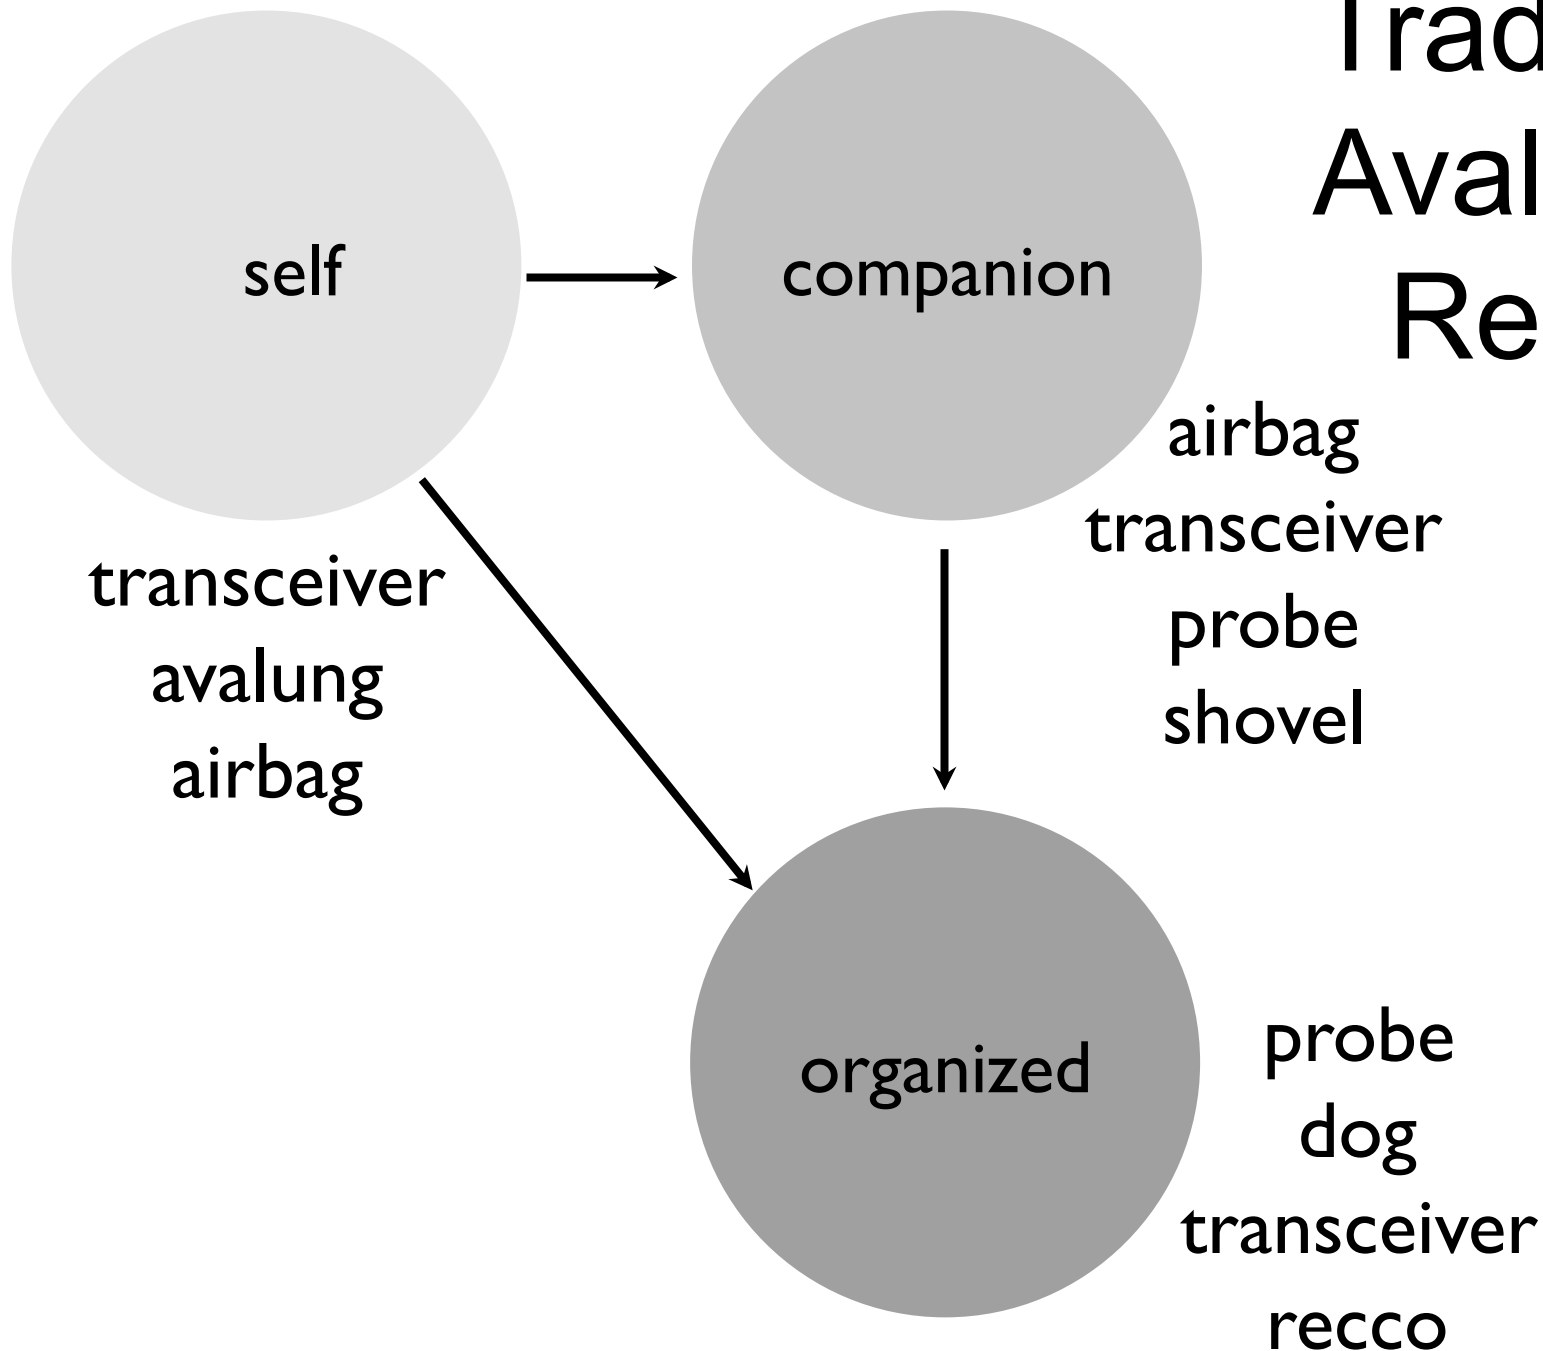 Trad
Aval
Re
self
companion
transceiver
avalung
airbag
airbag
transceiver
probe
shovel
organized
probe
dog
transceiver
recco